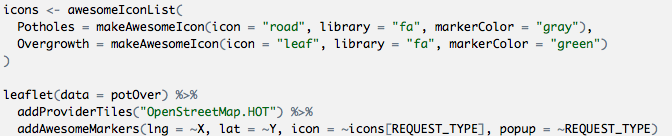 icons <- awesomeIconList(
  Potholes = makeAwesomeIcon(icon = "road", library = "fa", markerColor = "gray"),
  Overgrowth = makeAwesomeIcon(icon = "leaf", library = "fa", markerColor = "green")
)

leaflet(data = potOver) %>%
  addProviderTiles("OpenStreetMap.HOT") %>%
  addAwesomeMarkers(lng = ~X, lat = ~Y, icon = ~icons[REQUEST_TYPE], popup = ~REQUEST_TYPE)